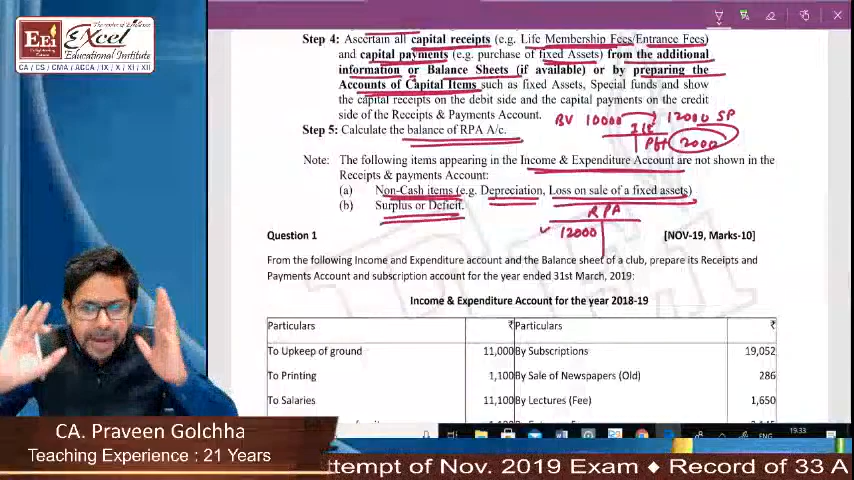 The centre of Excellence
EEi
Enlightening Future
EXcel
Educational Institute
CA / CS / CMA / ACCA / IX / X / XI / XII
Step 4: Ascertain all capital receipts (e.g. Life Membership Fees/Entrance Fees)
and capital payments (e.g. purchase of fixed Assets) from the additional
information or Balance Sheets (if available) or by preparing the
Accounts of Capital Items such as fixed Assets, Special funds and show
the capital receipts on the debit side and the capital payments on the credit
side of the Receipts & Payments Account.
BV 10000 12000 SP
I/E
Pft 2000
Step 5: Calculate the balance of RPA A/c.
Note: The following items appearing in the Income & Expenditure Account are not shown in the
Receipts & payments Account:
(a) Non-Cash items (e.g. Depreciation, Loss on sale of a fixed assets)
(b) Surplus or Deficit.
RPA
12000
Question 1 [NOV-19, Marks-10]
From the following Income and Expenditure account and the Balance sheet of a club, prepare its Receipts and
Payments Account and subscription account for the year ended 31st March, 2019:
Income & Expenditure Account for the year 2018-19
Particulars ₹ Particulars ₹
To Upkeep of ground 11,000 By Subscriptions 19,052
To Printing 1,100 By Sale of Newspapers (Old) 286
To Salaries 11,100 By Lectures (Fee) 1,650
19:33
ENG
CA. Praveen Golchha
Teaching Experience : 21 Years
ttempt of Nov. 2019 Exam ◆ Record of 33 A